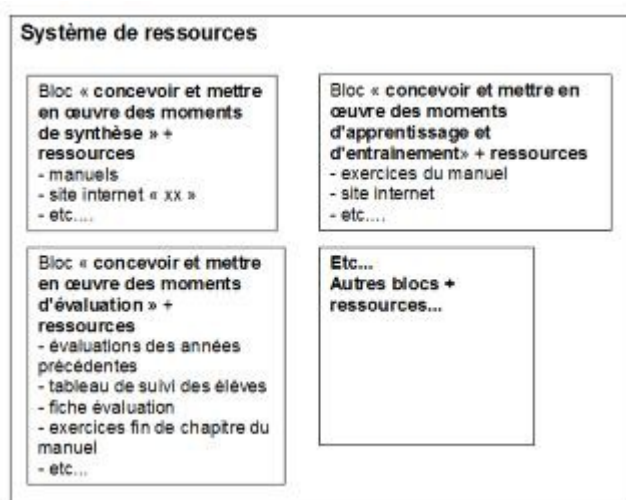 Système de ressources
Bloc « concevoir et mettre
en œuvre des moments
de synthèse » +
ressources
- manuels
- site internet « xx »
- etc....
Bloc « concevoir et mettre en
œuvre des moments
d'apprentissage et
d'entraînement» + ressources
- exercices du manuel
- site internet
- etc....
Bloc « concevoir et mettre
en œuvre des moments
d'évaluation » +
ressources
- évaluations des années
précédentes
- tableau de suivi des élèves
- fiche évaluation
- exercices fin de chapitre du
manuel
- etc...
Etc...
Autres blocs +
ressources...